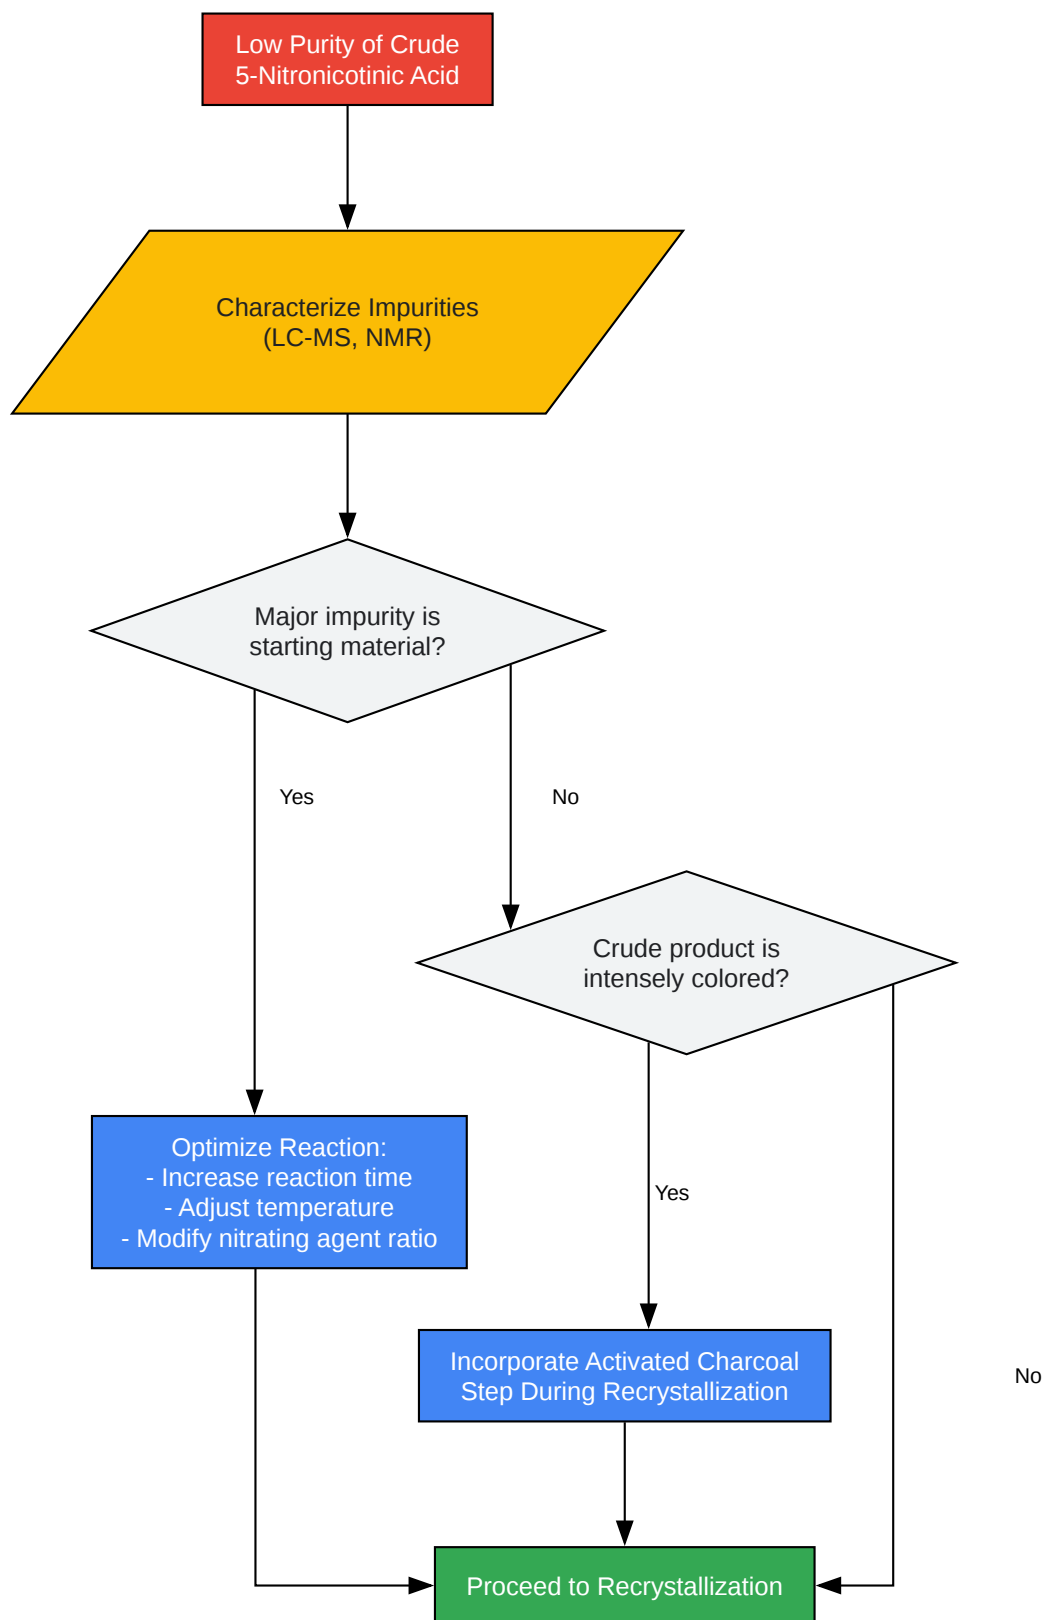 Low Purity of Crude
5-Nitronicotinic Acid
Characterize Impurities
(LC-MS, NMR)
Major impurity is
starting material?
Yes
No
Crude product is
intensely colored?
Optimize Reaction:
- Increase reaction time
- Adjust temperature
- Modify nitrating agent ratio
Yes
Incorporate Activated Charcoal
Step During Recrystallization
No
Proceed to Recrystallization